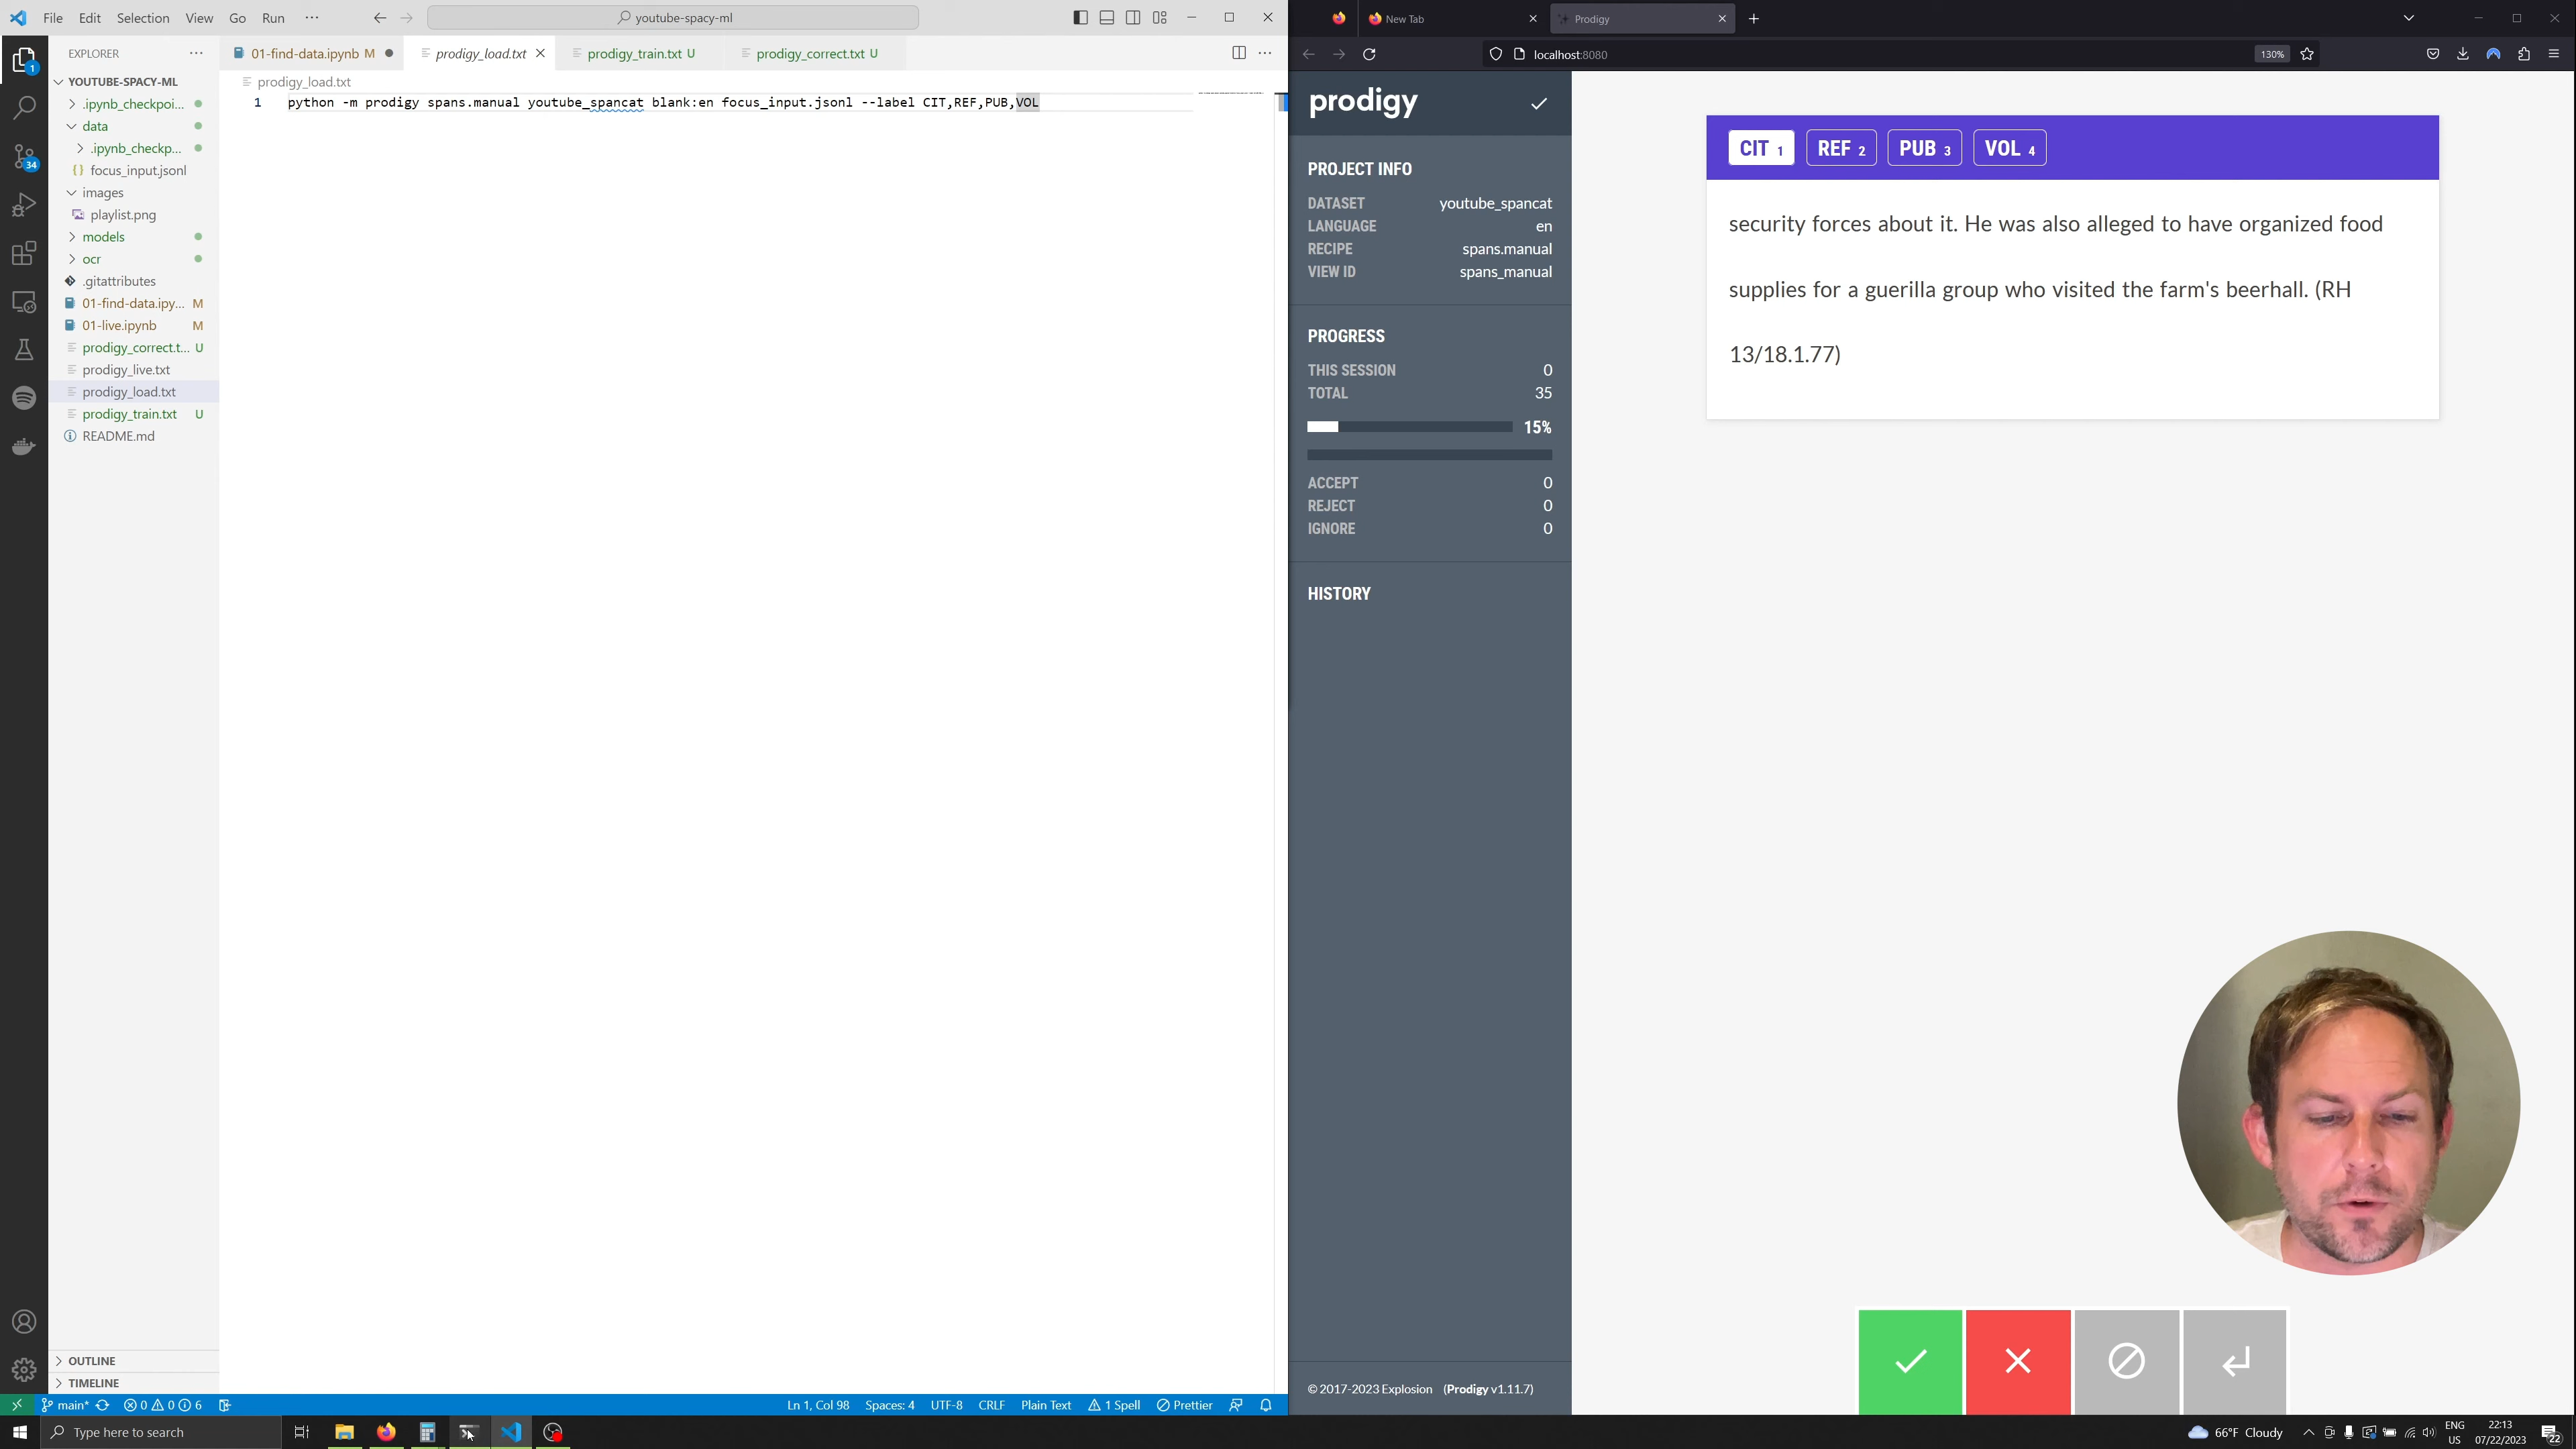 File Edit Selection View Go Run ···
youtube-spacy-ml
EXPLORER ···
YOUTUBE-SPACY-ML
.ipynb_checkpoi...
data
.ipynb_checkp...
focus_input.jsonl
images
playlist.png
models
ocr
.gitattributes
01-find-data.ipy... M
01-live.ipynb M
prodigy_correct.t... U
prodigy_live.txt
prodigy_load.txt
prodigy_train.txt U
README.md
OUTLINE
TIMELINE
01-find-data.ipynb M
prodigy_load.txt
prodigy_train.txt U
prodigy_correct.txt U
prodigy_load.txt
1 python -m prodigy spans.manual youtube_spancat blank:en focus_input.jsonl --label CIT,REF,PUB,VOL
1
34
main* 0 0 6
Ln 1, Col 98 Spaces: 4 UTF-8 CRLF Plain Text 1 Spell Prettier
New Tab
Prodigy
localhost:8080
130%
prodigy
PROJECT INFO
DATASET youtube_spancat
LANGUAGE en
RECIPE spans.manual
VIEW ID spans_manual
PROGRESS
THIS SESSION 0
TOTAL 35
15%
ACCEPT 0
REJECT 0
IGNORE 0
HISTORY
© 2017-2023 Explosion (Prodigy v1.11.7)
CIT 1 REF 2 PUB 3 VOL 4
security forces about it. He was also alleged to have organized food
supplies for a guerilla group who visited the farm's beerhall. (RH
13/18.1.77)
Type here to search
66°F Cloudy
ENG
US
22:13
07/22/2023
22